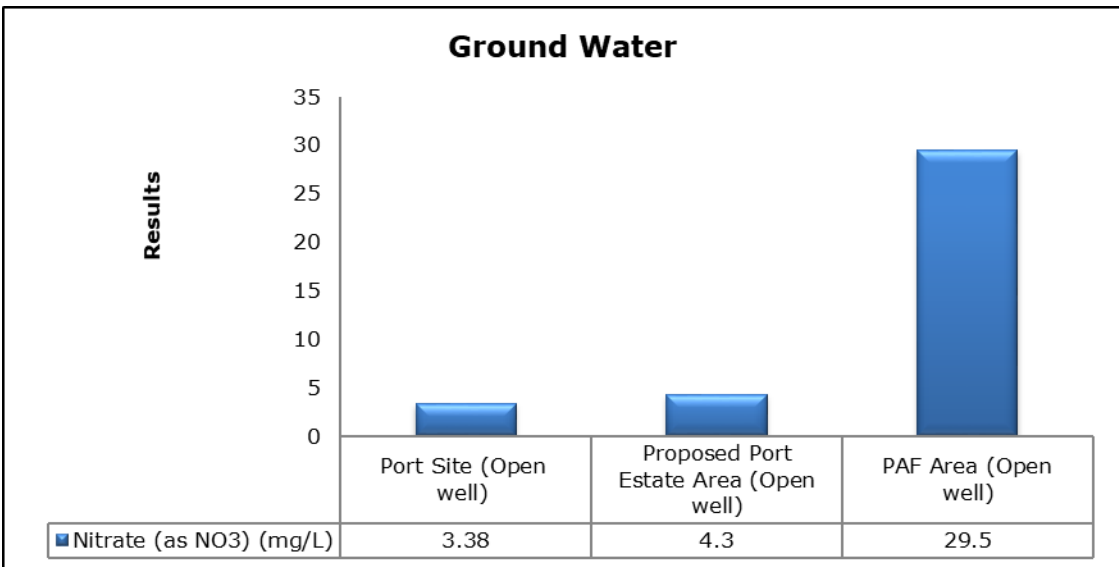 Ground Water
Results
35
30
25
20
15
10
5
0
Port Site (Open
well)
Proposed Port
Estate Area (Open
well)
PAF Area (Open
well)
Nitrate (as NO3) (mg/L) 3.38 4.3 29.5